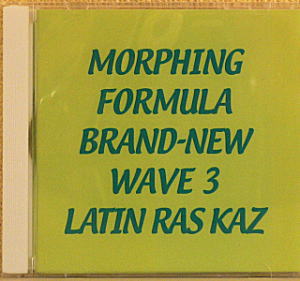 MORPHING
FORMULA
BRAND-NEW
WAVE 3
LATIN RAS KAZ